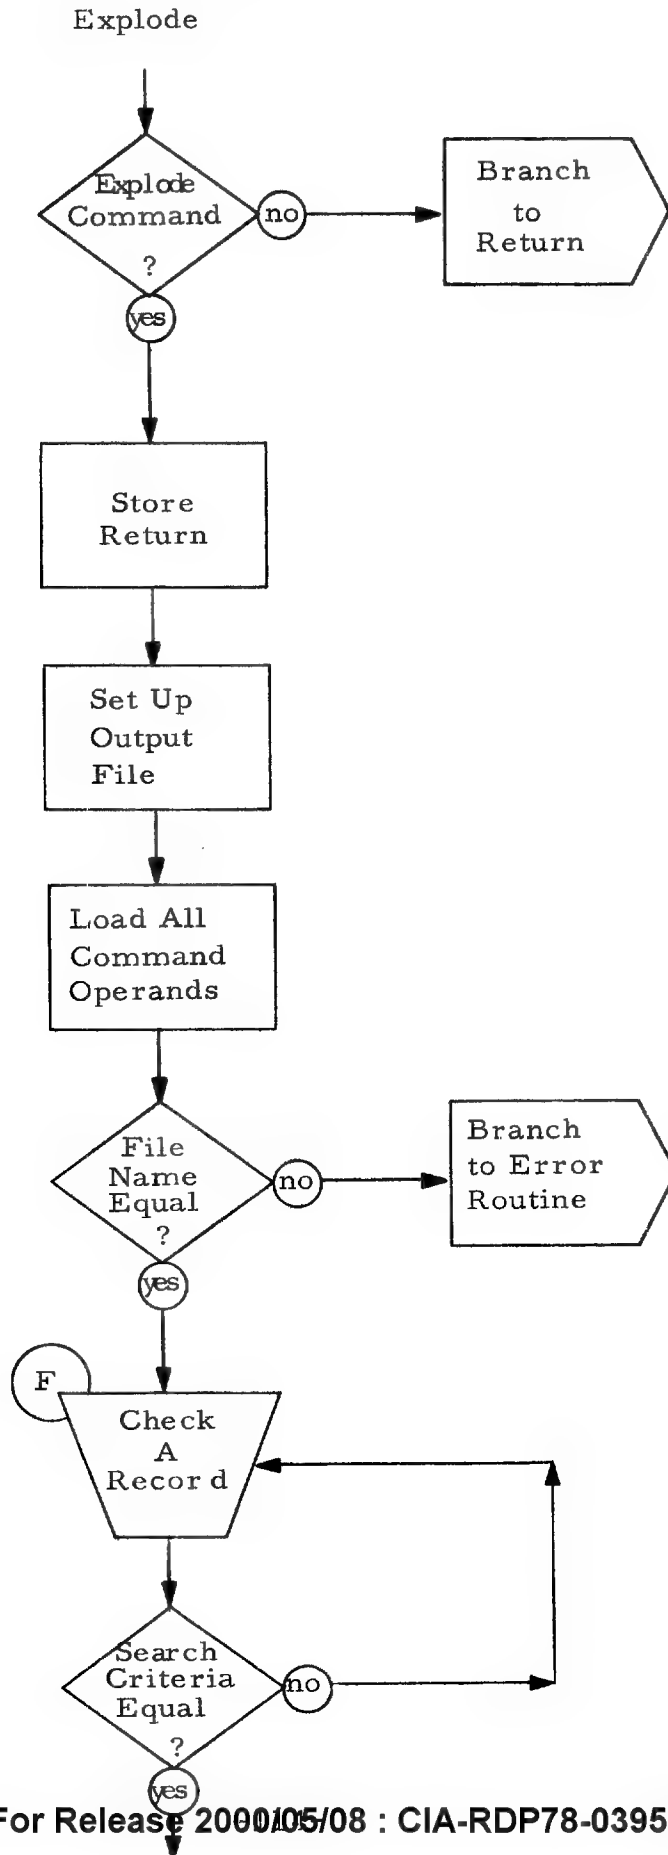 Explode
Explode
Command
?
no
Branch
to
Return
yes
Store
Return
Set Up
Output
File
Load All
Command
Operands
File
Name
Equal
?
no
Branch
to Error
Routine
yes
F
Check
A
Record
Search
Criteria
Equal
?
no
yes
For Release 2000/05/08 : CIA-RDP78-0395